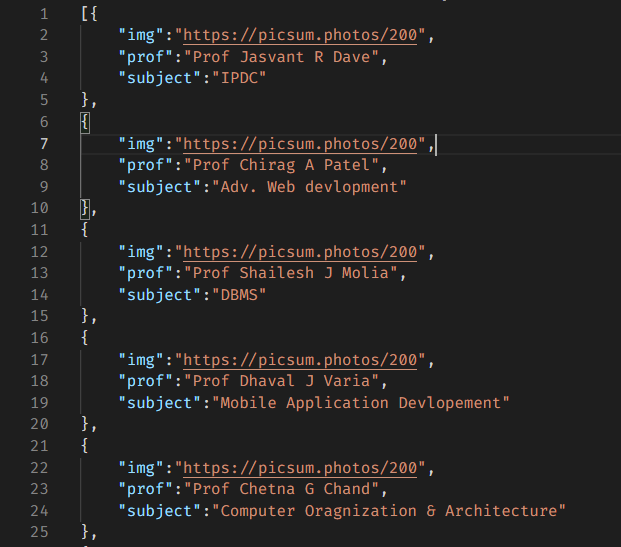 1 [{
2 "img":"https://picsum.photos/200",
3 "prof":"Prof Jasvant R Dave",
4 "subject":"IPDC"
5 },
6 {
7 "img":"https://picsum.photos/200",
8 "prof":"Prof Chirag A Patel",
9 "subject":"Adv. Web devlopment"
10 },
11 {
12 "img":"https://picsum.photos/200",
13 "prof":"Prof Shailesh J Molia",
14 "subject":"DBMS"
15 },
16 {
17 "img":"https://picsum.photos/200",
18 "prof":"Prof Dhaval J Varia",
19 "subject":"Mobile Application Devlopement"
20 },
21 {
22 "img":"https://picsum.photos/200",
23 "prof":"Prof Chetna G Chand",
24 "subject":"Computer Oragnization & Architecture"
25 },